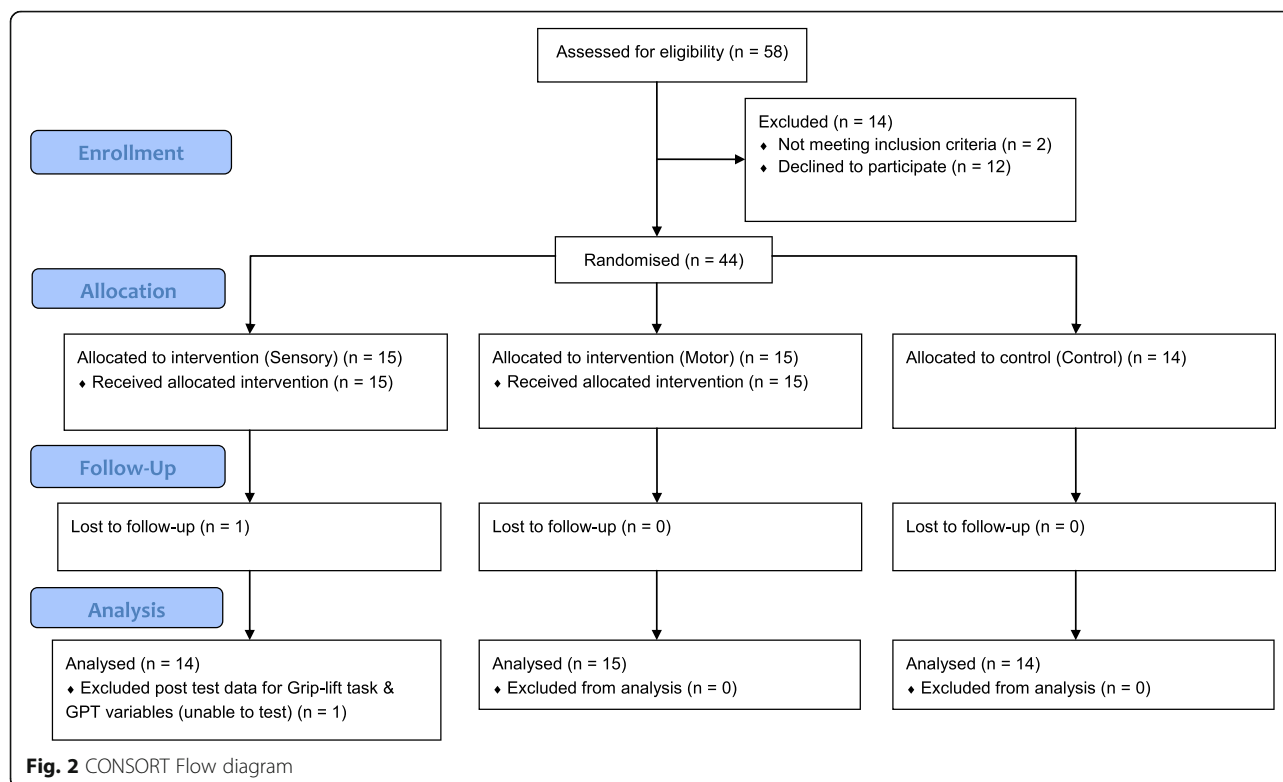 Assessed for eligibility (n = 58)
Enrollment
Excluded (n = 14)
♦ Not meeting inclusion criteria (n = 2)
♦ Declined to participate (n = 12)
Randomised (n = 44)
Allocation
Allocated to intervention (Sensory) (n = 15)
♦ Received allocated intervention (n = 15)
Allocated to intervention (Motor) (n = 15)
♦ Received allocated intervention (n = 15)
Allocated to control (Control) (n = 14)
Follow-Up
Lost to follow-up (n = 1)
Lost to follow-up (n = 0)
Lost to follow-up (n = 0)
Analysis
Analysed (n = 14)
♦ Excluded post test data for Grip-lift task &
GPT variables (unable to test) (n = 1)
Analysed (n = 15)
♦ Excluded from analysis (n = 0)
Analysed (n = 14)
♦ Excluded from analysis (n = 0)
Fig. 2 CONSORT Flow diagram